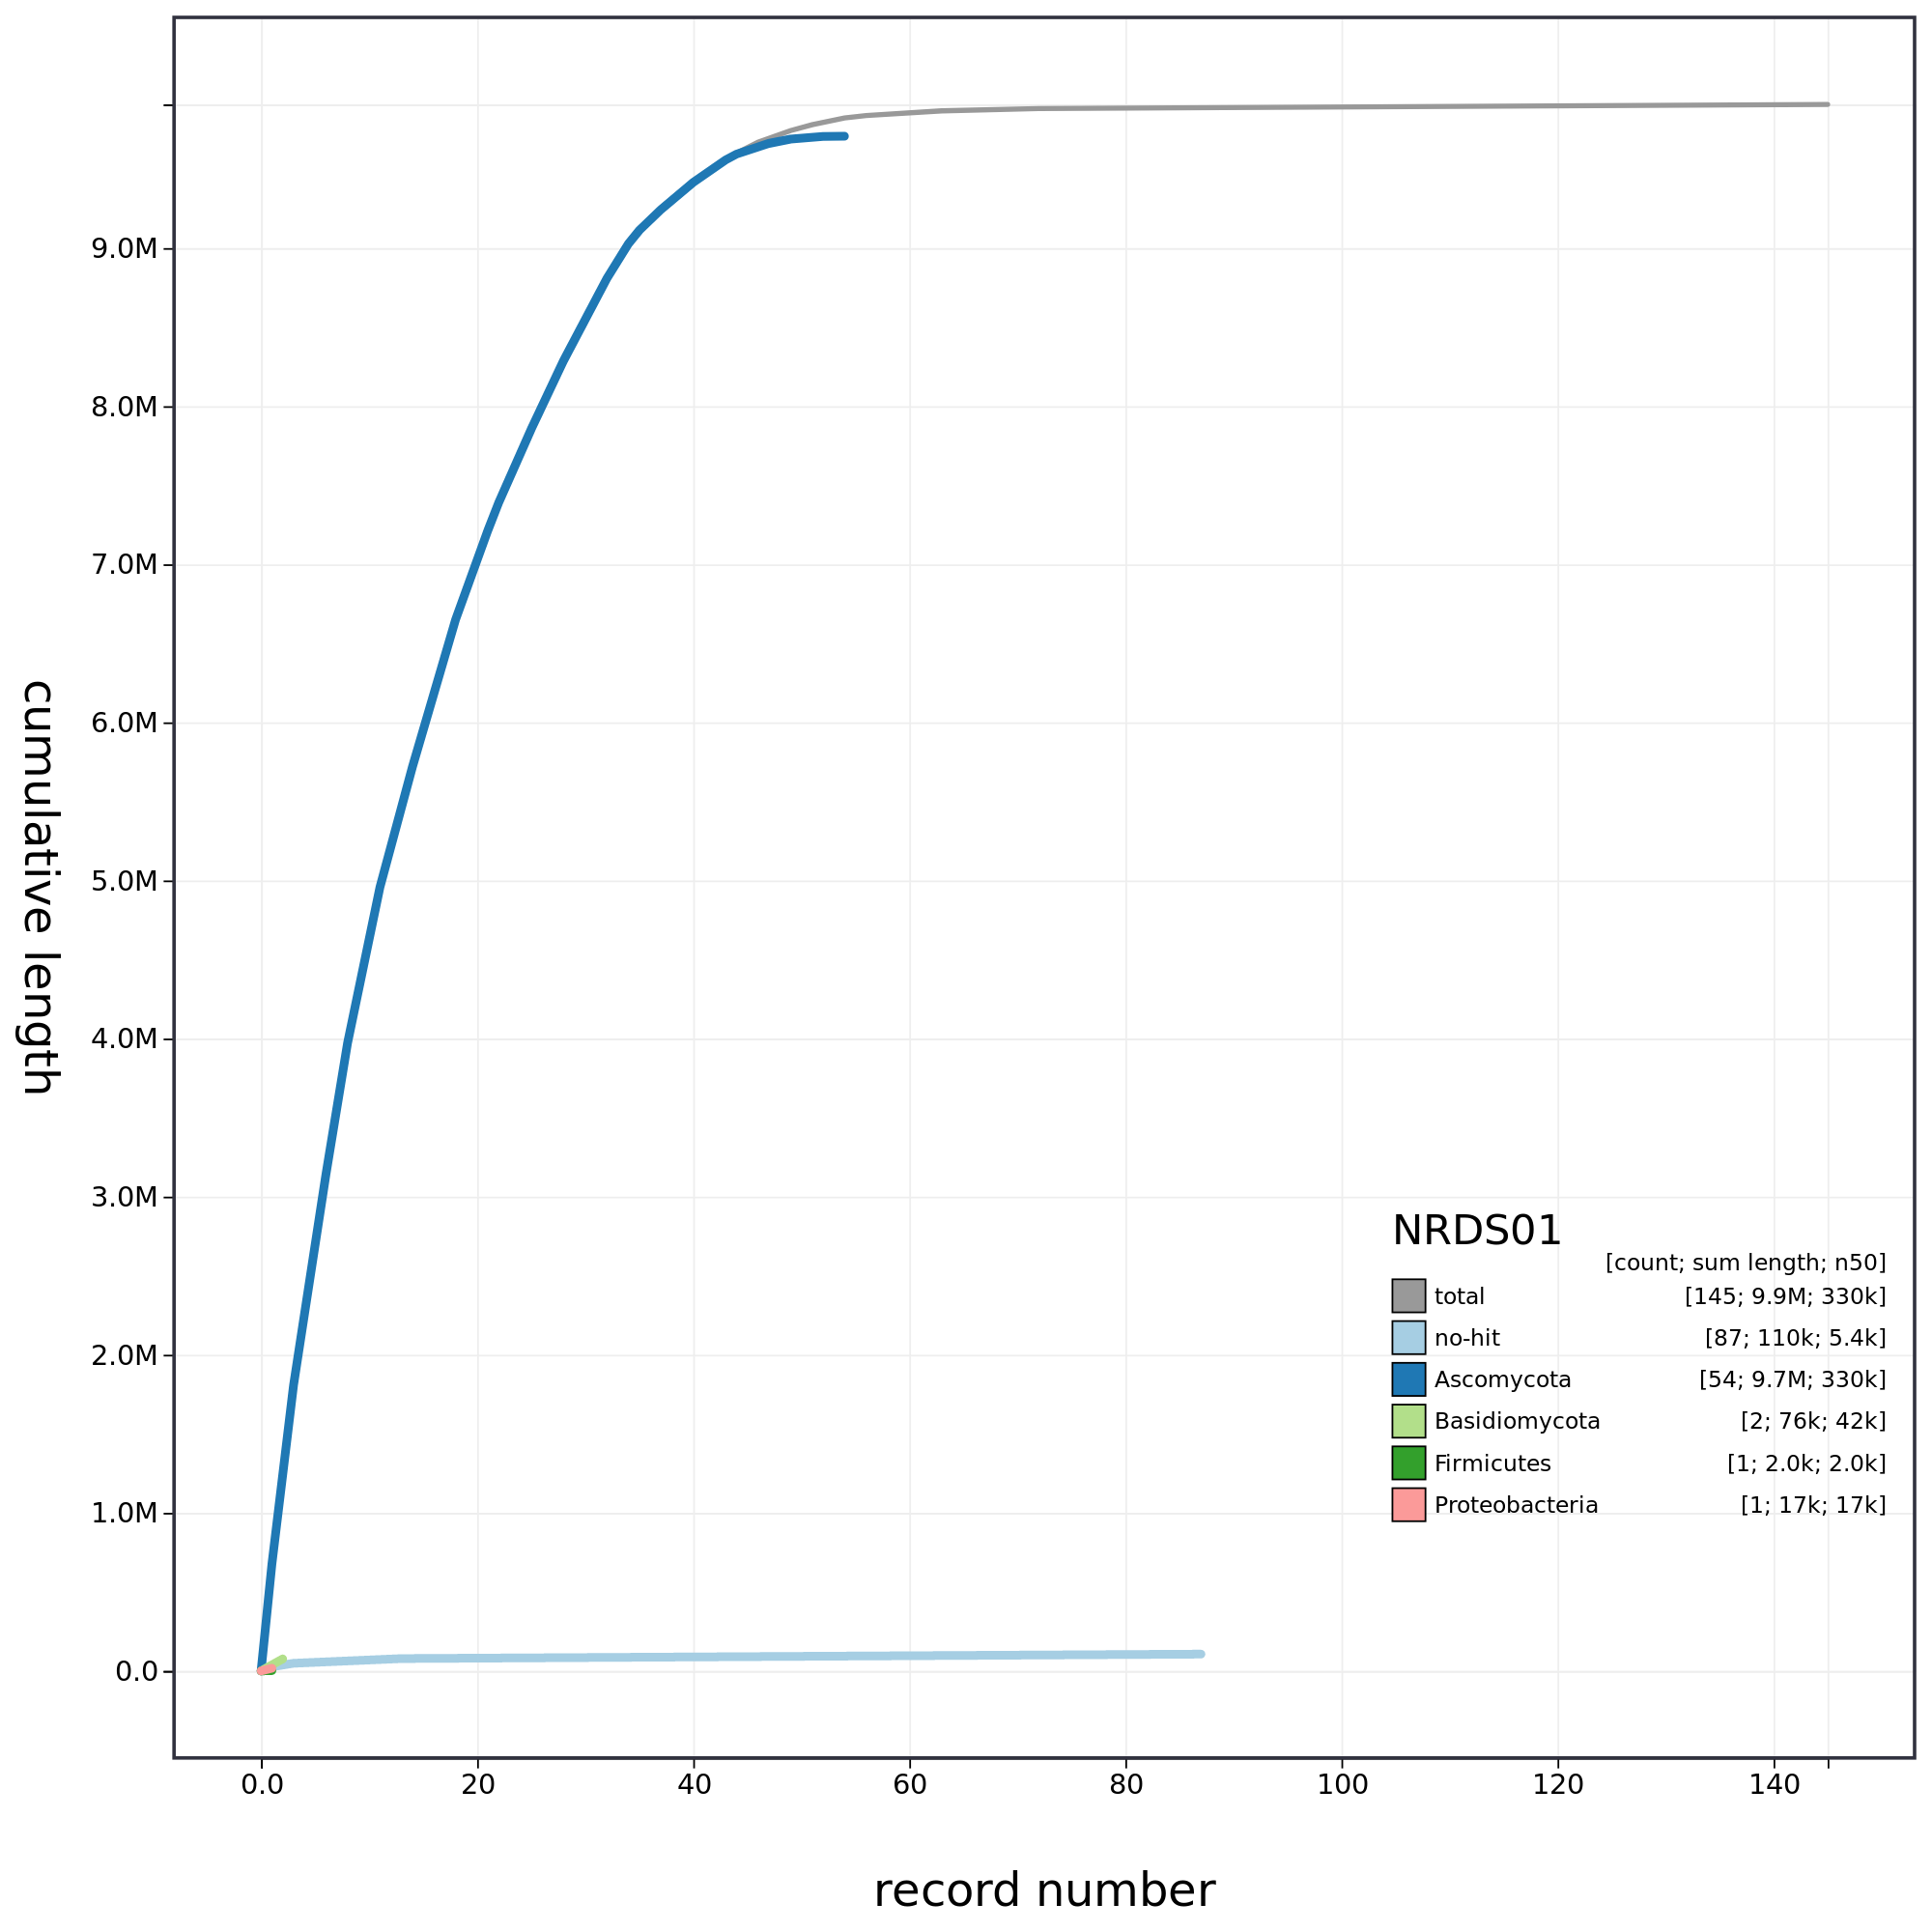 cumulative length
9.0M
8.0M
7.0M
6.0M
5.0M
4.0M
3.0M
2.0M
1.0M
0.0
NRDS01
[count; sum length; n50]
total [145; 9.9M; 330k]
no-hit [87; 110k; 5.4k]
Ascomycota [54; 9.7M; 330k]
Basidiomycota [2; 76k; 42k]
Firmicutes [1; 2.0k; 2.0k]
Proteobacteria [1; 17k; 17k]
0.0 20 40 60 80 100 120 140
record number